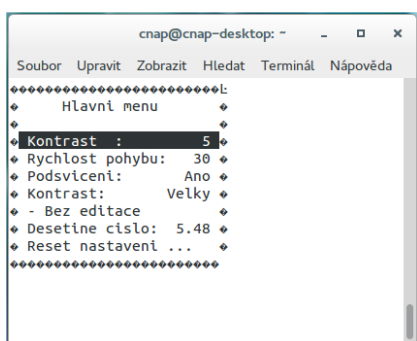 cnap@cnap-desktop: ~
Soubor Upravit Zobrazit Hledat Terminál Nápověda
����������������������������L:
� Hlavni menu �
� �
� Kontrast : 5 �
� Rychlost pohybu: 30 �
� Podsviceni: Ano �
� Kontrast: Velky �
� - Bez editace �
� Desetine cislo: 5.48 �
� Reset nastaveni ... �
����������������������������